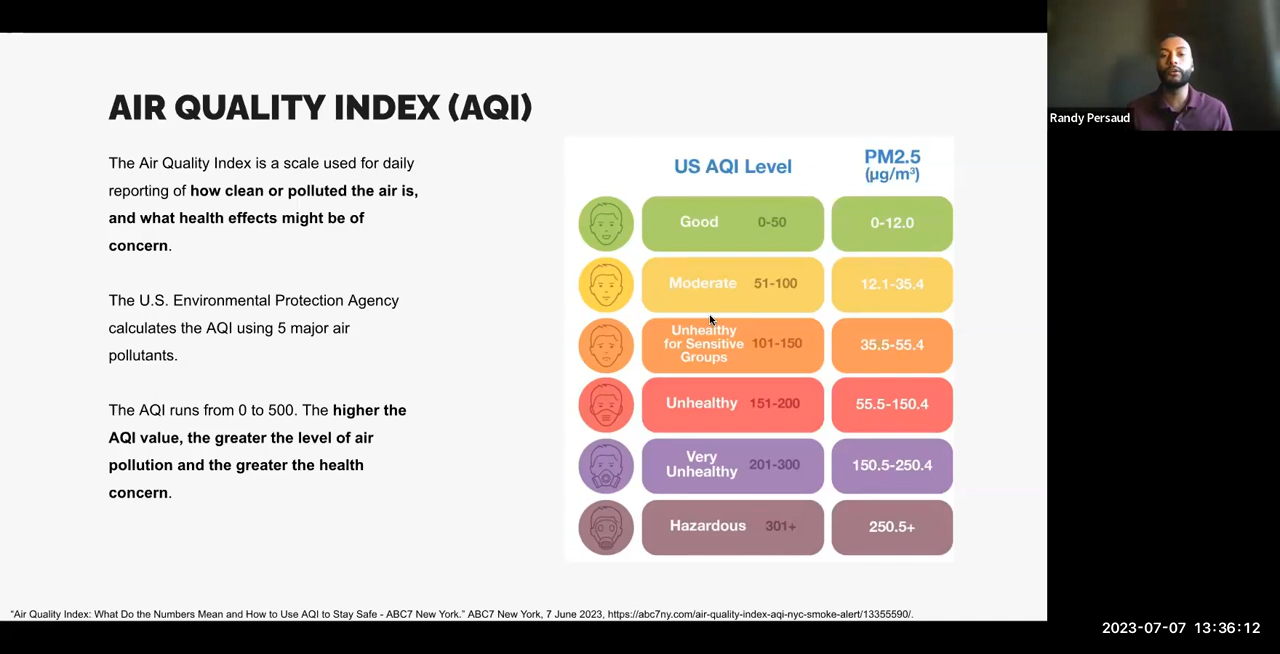 AIR QUALITY INDEX (AQI)
The Air Quality Index is a scale used for daily
reporting of how clean or polluted the air is,
and what health effects might be of
concern.
The U.S. Environmental Protection Agency
calculates the AQI using 5 major air
pollutants.
The AQI runs from 0 to 500. The higher the
AQI value, the greater the level of air
pollution and the greater the health
concern.
US AQI Level
PM2.5
(µg/m³)
Good 0-50 0-12.0
Moderate 51-100 12.1-35.4
Unhealthy
for Sensitive
Groups
101-150 35.5-55.4
Unhealthy 151-200 55.5-150.4
Very
Unhealthy
201-300 150.5-250.4
Hazardous 301+ 250.5+
"Air Quality Index: What Do the Numbers Mean and How to Use AQI to Stay Safe - ABC7 New York." ABC7 New York, 7 June 2023, https://abc7ny.com/air-quality-index-aqi-nyc-smoke-alert/13355590/.
Randy Persaud
2023-07-07 13:36:12